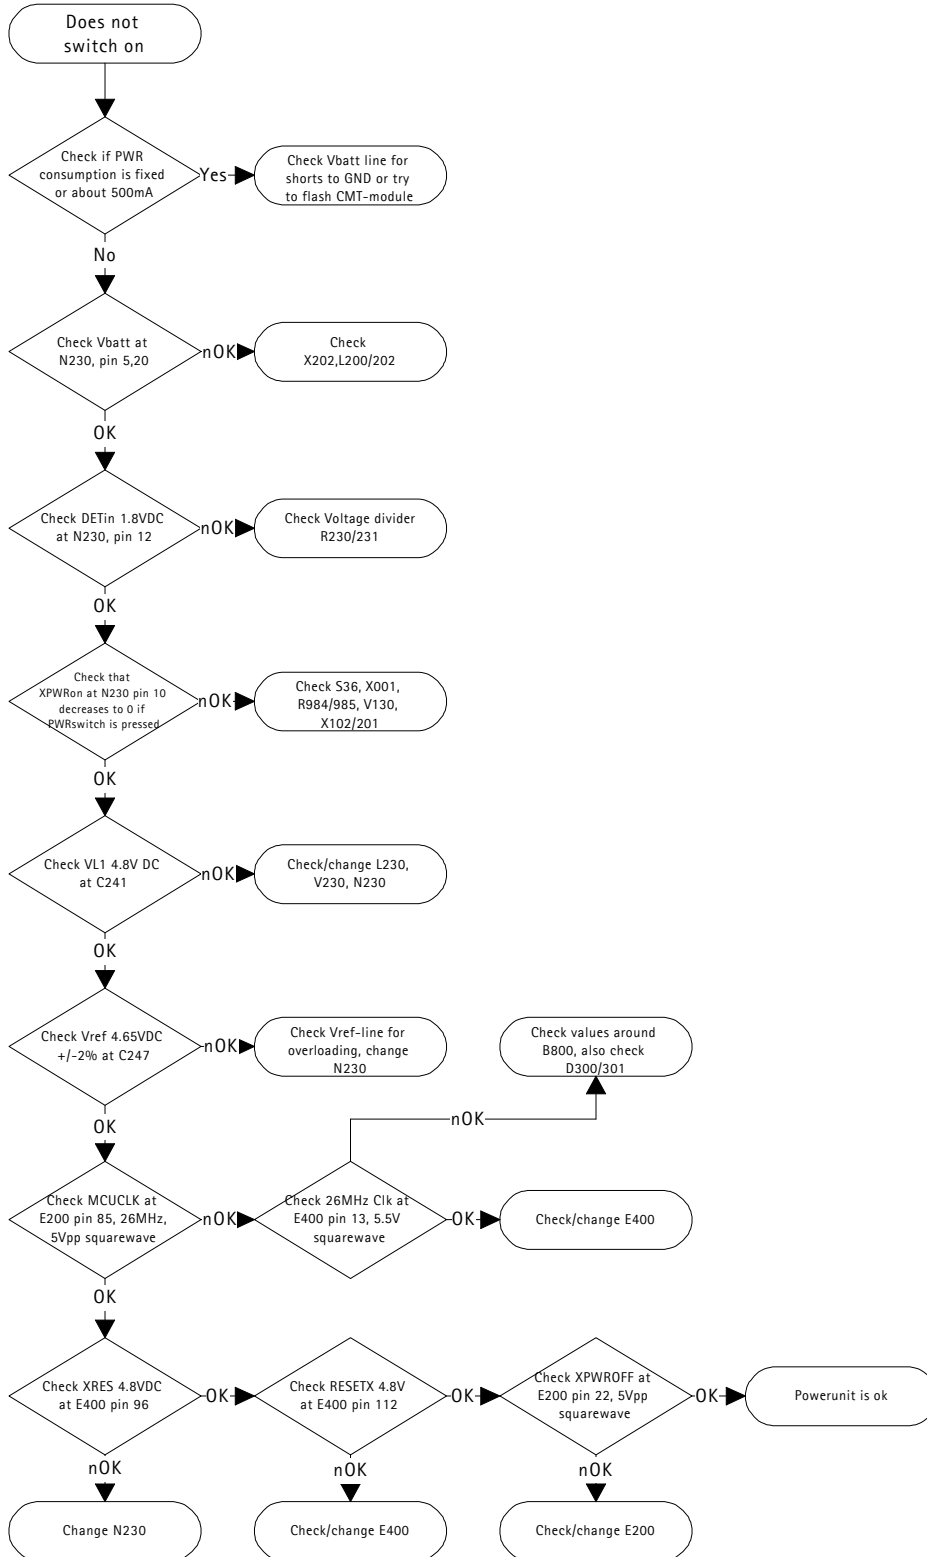 Does not
switch on
Check if PWR
consumption is fixed
or about 500mA
Yes
Check Vbatt line for
shorts to GND or try
to flash CMT-module
No
Check Vbatt at
N230, pin 5,20
nOK
Check
X202,L200/202
OK
Check DETin 1.8VDC
at N230, pin 12
nOK
Check Voltage divider
R230/231
OK
Check that
XPWRon at N230 pin 10
decreases to 0 if
PWRswitch is pressed
nOK
Check S36, X001,
R984/985, V130,
X102/201
OK
Check VL1 4.8V DC
at C241
nOK
Check/change L230,
V230, N230
OK
Check Vref 4.65VDC
+/-2% at C247
nOK
Check Vref-line for
overloading, change
N230
Check values around
B800, also check
D300/301
OK
nOK
Check MCUCLK at
E200 pin 85, 26MHz,
5Vpp squarewave
nOK
Check 26MHz Clk at
E400 pin 13, 5.5V
squarewave
OK
Check/change E400
OK
Check XRES 4.8VDC
at E400 pin 96
OK
Check RESETX 4.8V
at E400 pin 112
OK
Check XPWROFF at
E200 pin 22, 5Vpp
squarewave
OK
Powerunit is ok
nOK
nOK
nOK
Change N230
Check/change E400
Check/change E200